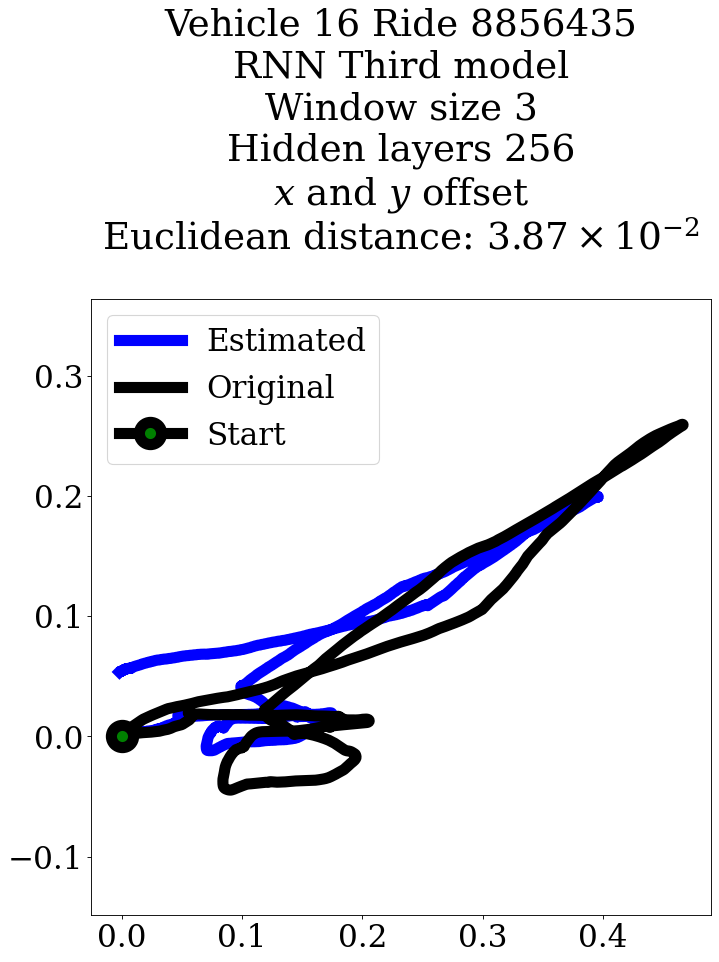 Vehicle 16 Ride 8856435
RNN Third model
Window size 3
Hidden layers 256
x and y offset
Euclidean distance: 3.87 × 10⁻²
Estimated
Original
Start
0.3
0.2
0.1
0.0
−0.1
0.0 0.1 0.2 0.3 0.4